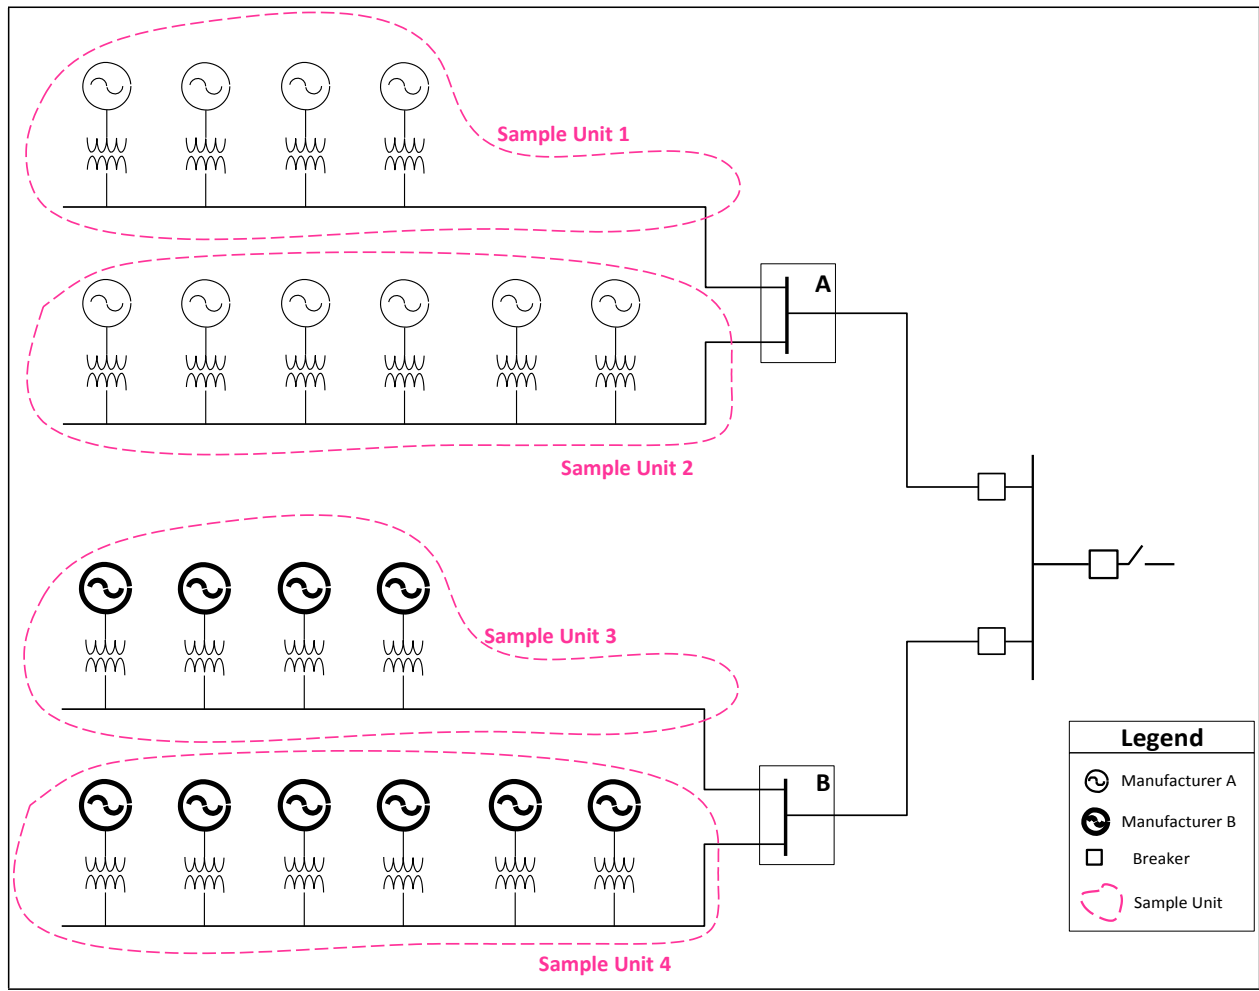 Sample Unit 1
A
Sample Unit 2
Sample Unit 3
B
Sample Unit 4
Legend
Manufacturer A
Manufacturer B
Breaker
Sample Unit